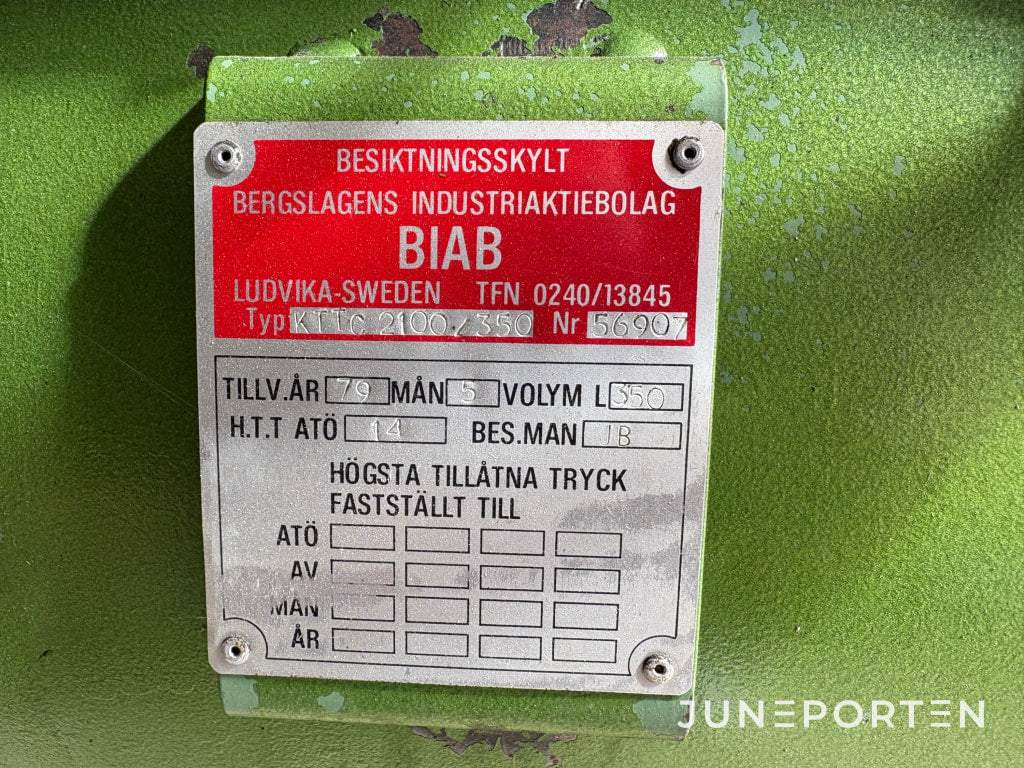 BESIKTNINGSSKYLT
BERGSLAGENS INDUSTRIAKTIEBOLAG
BIAB
LUDVIKA-SWEDEN TFN 0240/13845
Typ KTTC 2100/350 Nr 56907
TILLV.ÅR 79 MÅN 5 VOLYM L 350
H.T.T ATÖ 14 BES.MAN JB
HÖGSTA TILLÅTNA TRYCK
FASTSTÄLLT TILL
ATÖ
AV
MÅN
ÅR
JUNEPORTEN